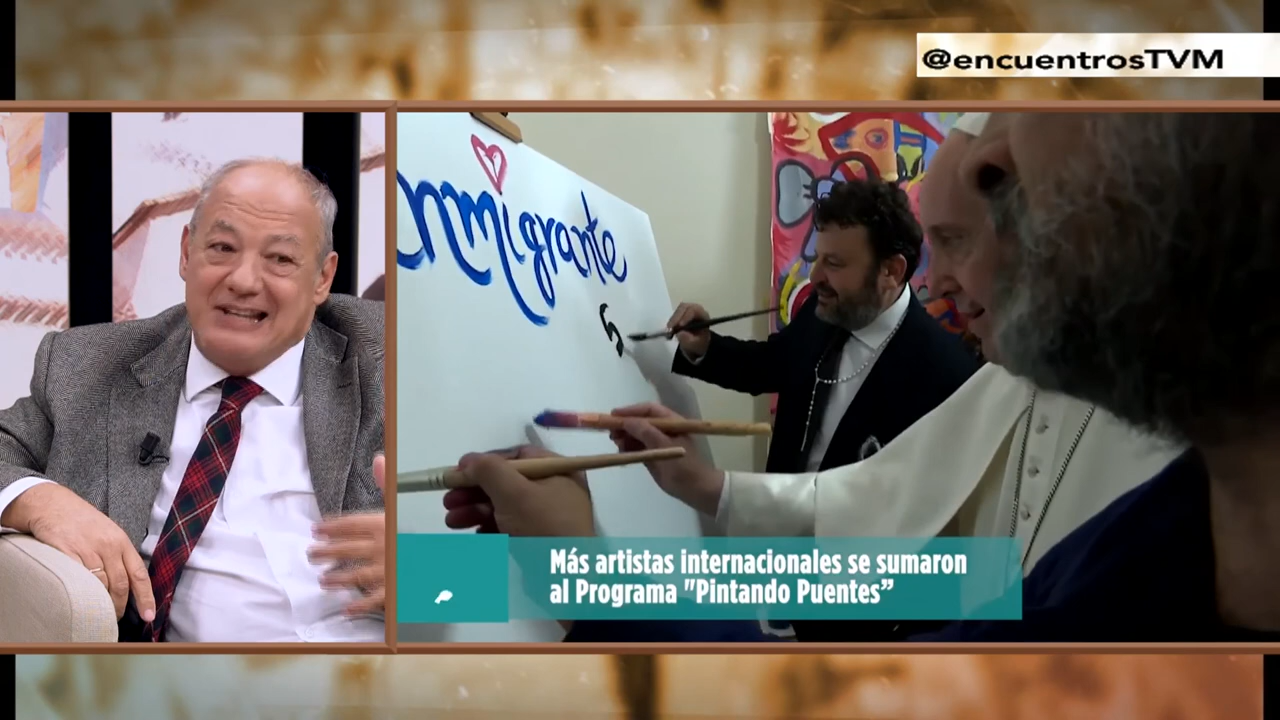 @encuentrosTVM
nmigrante
Más artistas internacionales se sumaron
al Programa "Pintando Puentes”